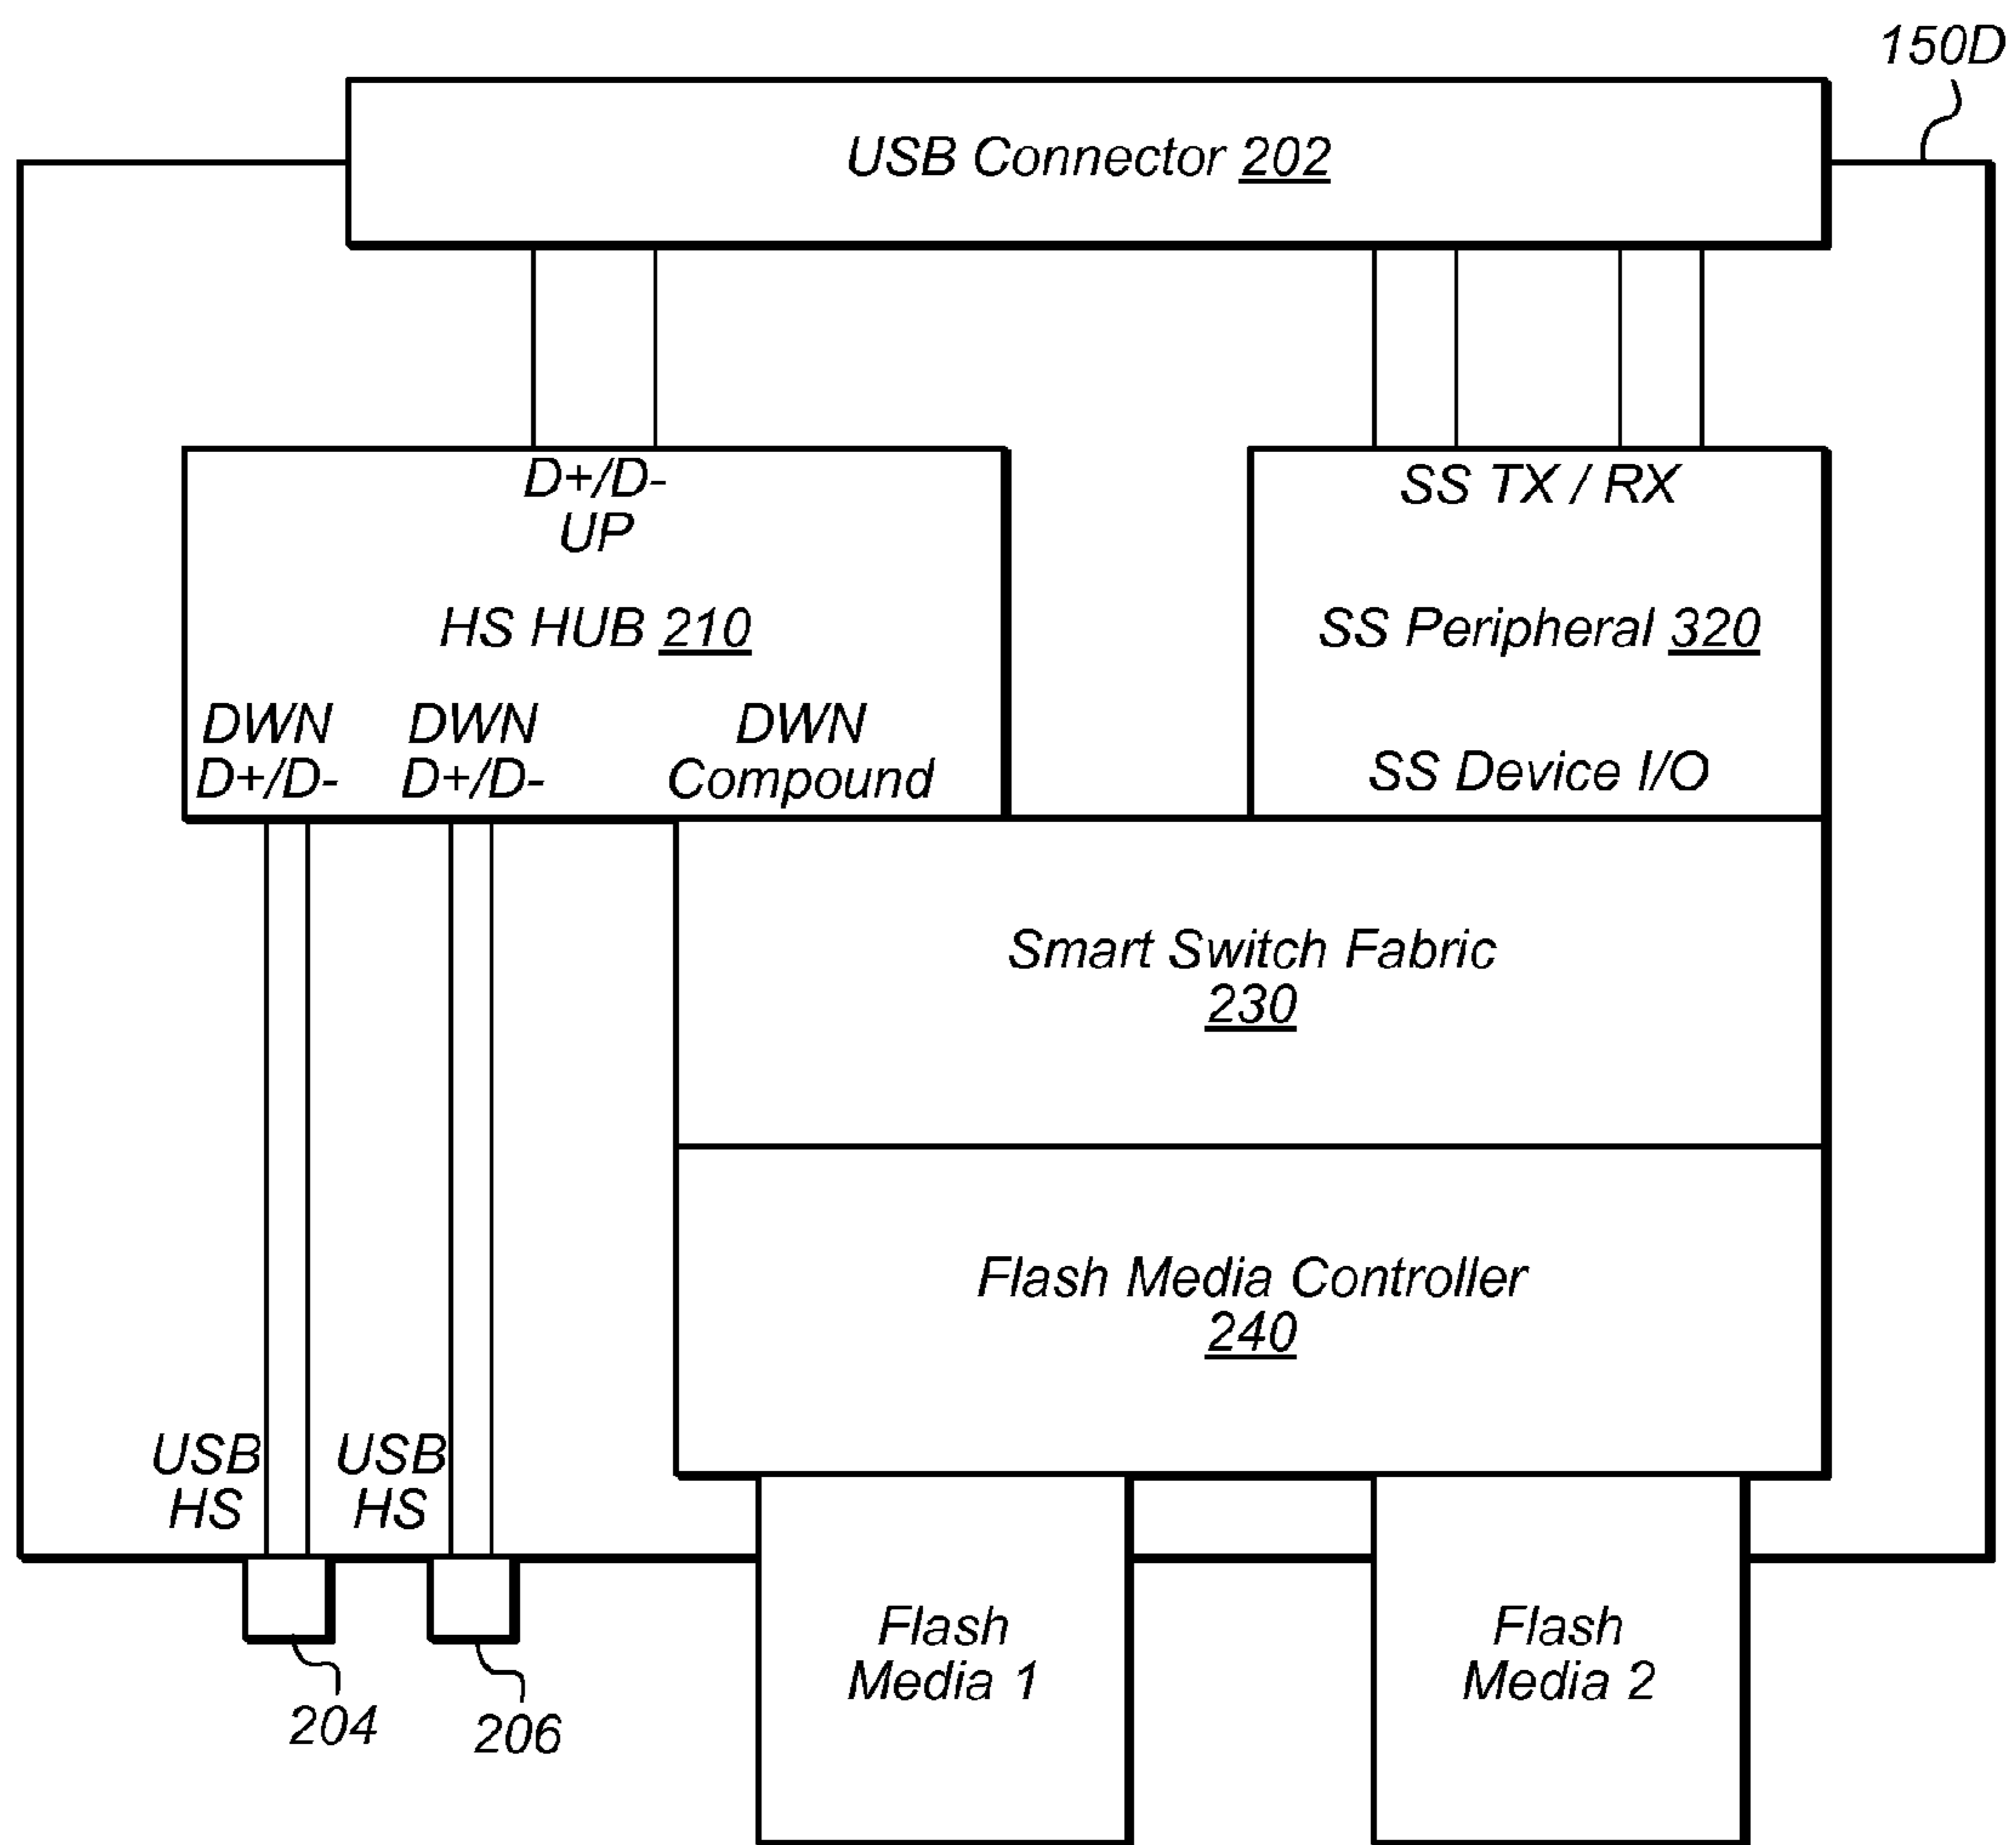 150D
USB Connector 202
D+/D-
UP
SS TX / RX
HS HUB 210
SS Peripheral 320
DWN
D+/D-
DWN
D+/D-
DWN
Compound
SS Device I/O
Smart Switch Fabric
230
Flash Media Controller
240
USB
HS
USB
HS
Flash
Media 1
Flash
Media 2
204
206